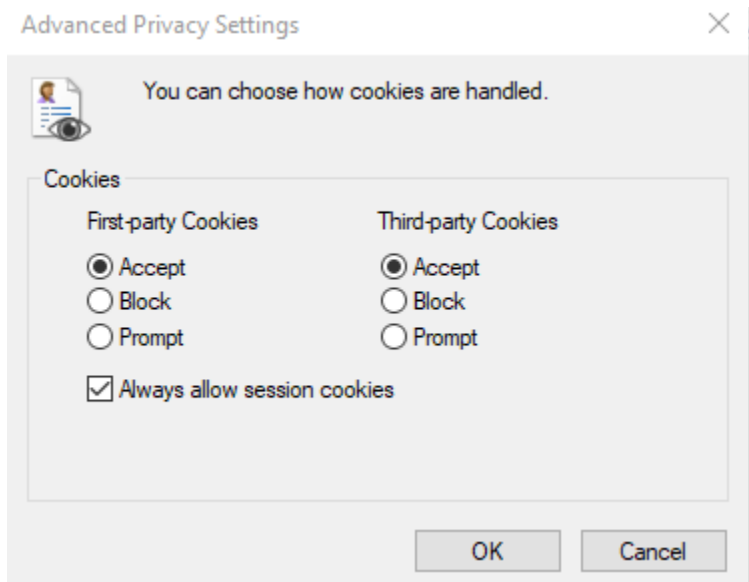 Advanced Privacy Settings
You can choose how cookies are handled.
Cookies
First-party Cookies Third-party Cookies
Accept Accept
Block Block
Prompt Prompt
Always allow session cookies
OK Cancel